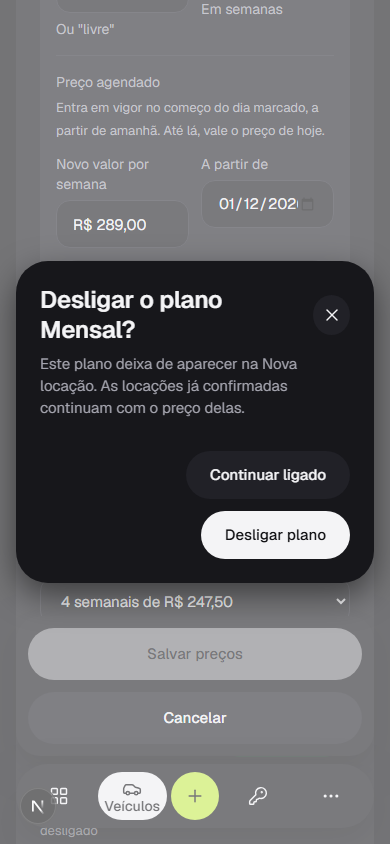 Em semanas
Ou "livre"
Preço agendado
Entra em vigor no começo do dia marcado, a
partir de amanhã. Até lá, vale o preço de hoje.
Novo valor por
semana
A partir de
R$ 289,00
01/12/202
Desligar o plano
Mensal?
Este plano deixa de aparecer na Nova
locação. As locações já confirmadas
continuam com o preço delas.
Continuar ligado
Desligar plano
4 semanais de R$ 247,50
Salvar preços
Cancelar
N
Veículos
desligado